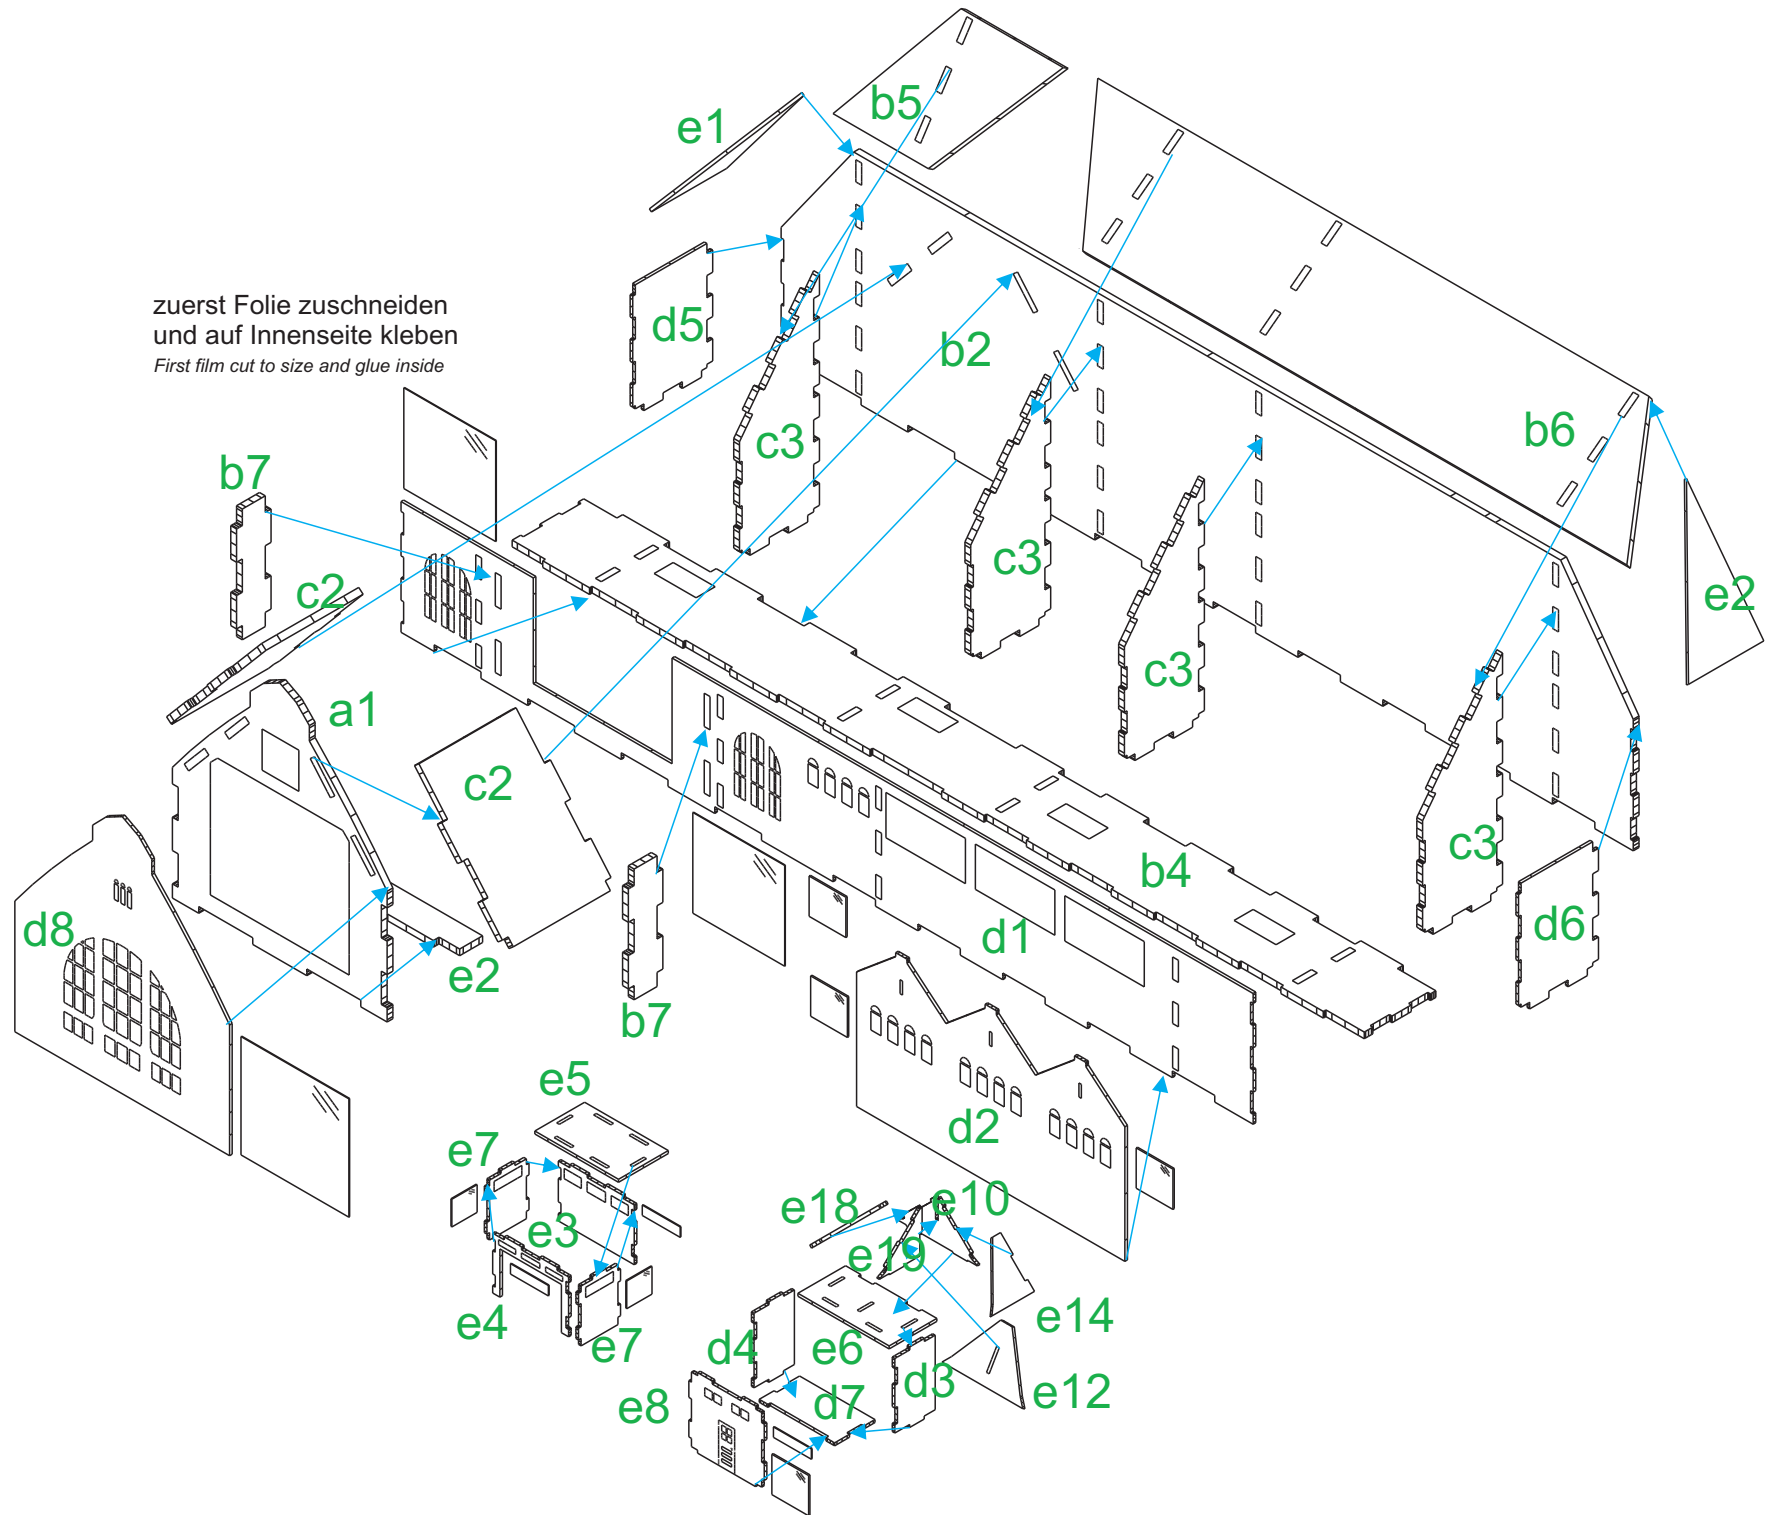 b5
e1
zuerst Folie zuschneiden
und auf Innenseite kleben
First film cut to size and glue inside
d5
b2
b6
c3
b7
c3
c2
e2
c3
a1
c2
c3
b4
d8
d1
d6
e2
b7
e5
d2
e7
e18
e10
e3
e19
e14
e4
e7
d4
e6
d3
e12
e8
d7